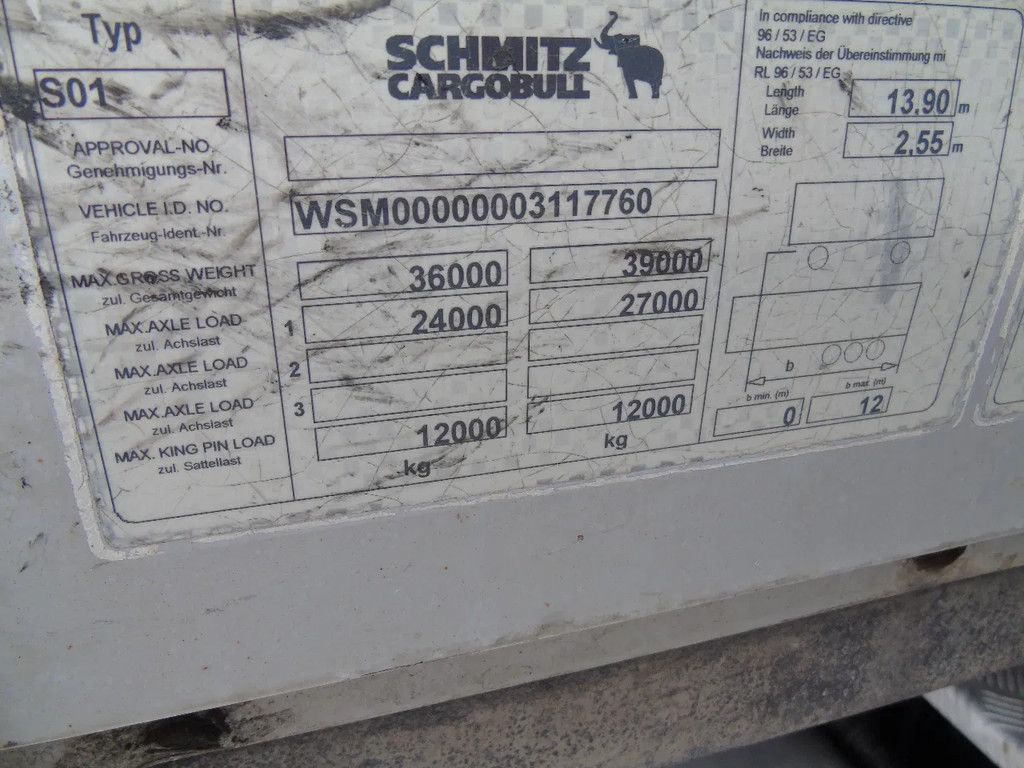 Typ
S01
SCHMITZ
CARGOBULL
In compliance with directive
96 / 53 / EG
Nachweis der Übereinstimmung mi
RL 96 / 53 / EG
Length
Länge
13,90 m
Width
Breite
2,55 m
APPROVAL-NO.
Genehmigungs-Nr.
VEHICLE I.D. NO.
Fahrzeug-Ident.-Nr.
WSM00000003117760
MAX.GROSS WEIGHT
zul. Gesamtgewicht
36000 39000
MAX.AXLE LOAD
zul. Achslast
1 24000 27000
MAX.AXLE LOAD
zul. Achslast
2
MAX.AXLE LOAD
zul. Achslast
3
MAX. KING PIN LOAD
zul. Sattellast
12000 12000
kg kg
b
b min. (m) b max. (m)
0 12